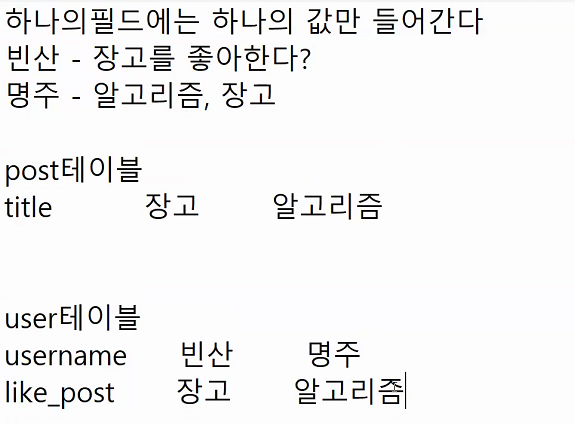 하나의필드에는 하나의 값만 들어간다
빈산 - 장고를 좋아한다?
명주 - 알고리즘, 장고
post테이블
title 장고 알고리즘
user테이블
username 빈산 명주
like_post 장고 알고리즘